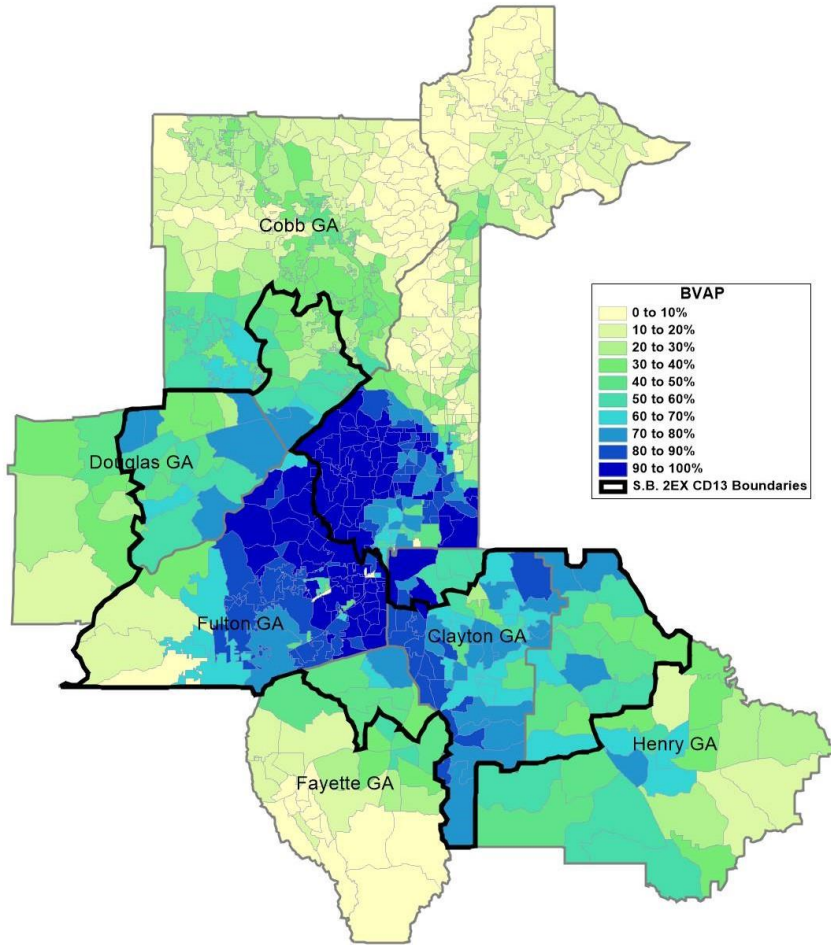 Cobb GA
BVAP
0 to 10%
10 to 20%
20 to 30%
30 to 40%
40 to 50%
50 to 60%
60 to 70%
70 to 80%
80 to 90%
90 to 100%
S.B. 2EX CD13 Boundaries
Douglas GA
Fulton GA
Clayton GA
Henry GA
Fayette GA